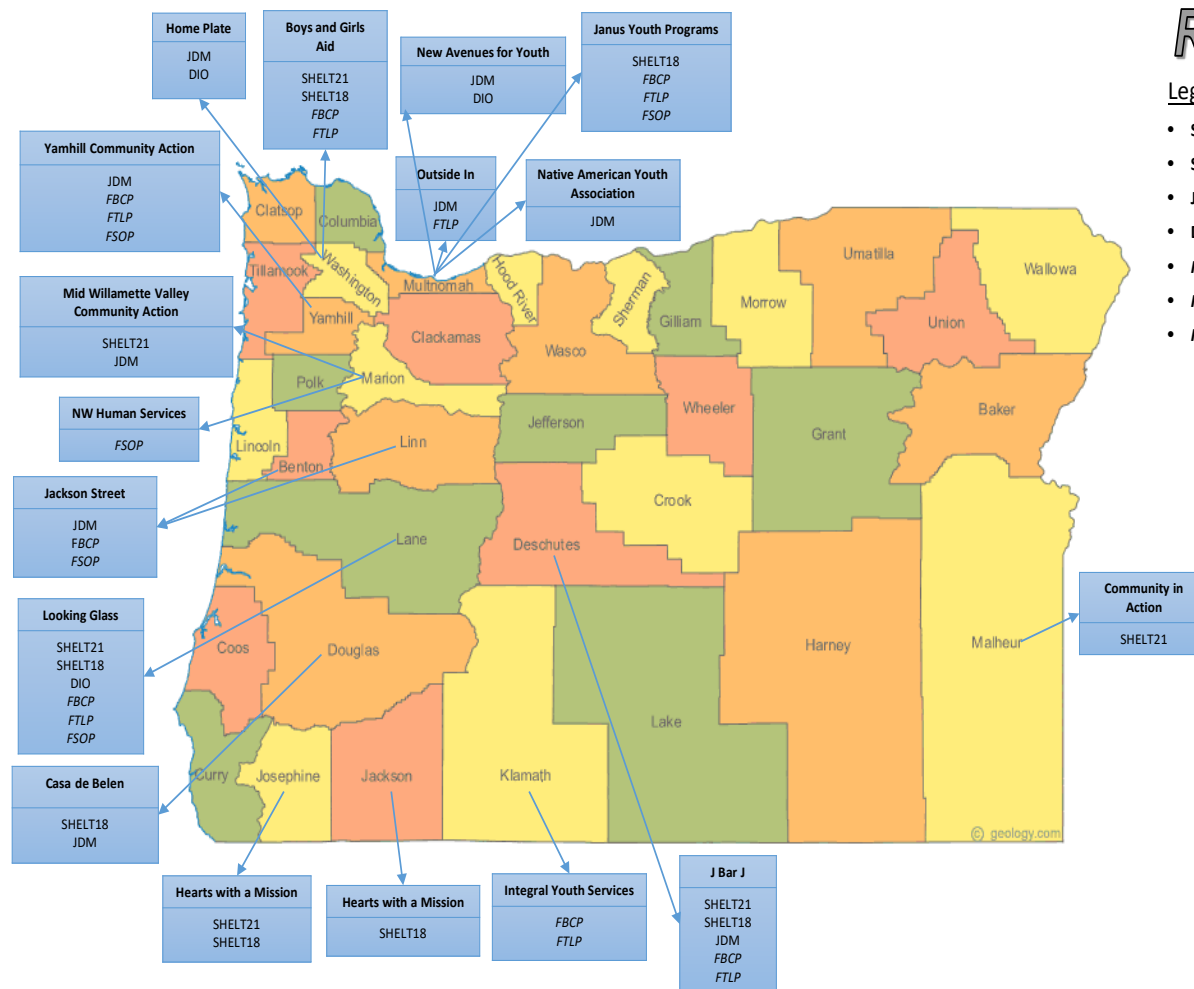 Home Plate
JDM
DIO
Boys and Girls
Aid
SHELT21
SHELT18
FBCP
FTLP
New Avenues for Youth
JDM
DIO
Janus Youth Programs
SHELT18
FBCP
FTLP
FSOP
Yamhill Community Action
JDM
FBCP
FTLP
FSOP
Outside In
JDM
FTLP
Native American Youth
Association
JDM
Mid Willamette Valley
Community Action
SHELT21
JDM
NW Human Services
FSOP
Jackson Street
JDM
FBCP
FSOP
Looking Glass
SHELT21
SHELT18
DIO
FBCP
FTLP
FSOP
Casa de Belen
SHELT18
JDM
Hearts with a Mission
SHELT21
SHELT18
Hearts with a Mission
SHELT18
Integral Youth Services
FBCP
FTLP
J Bar J
SHELT21
SHELT18
JDM
FBCP
FTLP
Community in
Action
SHELT21
Clatsop
Columbia
Tillamook
Washington
Multnomah
Hood River
Sherman
Gilliam
Morrow
Umatilla
Union
Wallowa
Yamhill
Clackamas
Wasco
Polk
Marion
Jefferson
Wheeler
Grant
Baker
Lincoln
Benton
Linn
Crook
Lane
Deschutes
Coos
Douglas
Harney
Malheur
Lake
Curry
Josephine
Jackson
Klamath
© geology.com
R
Leg
• S
• S
• J
• D